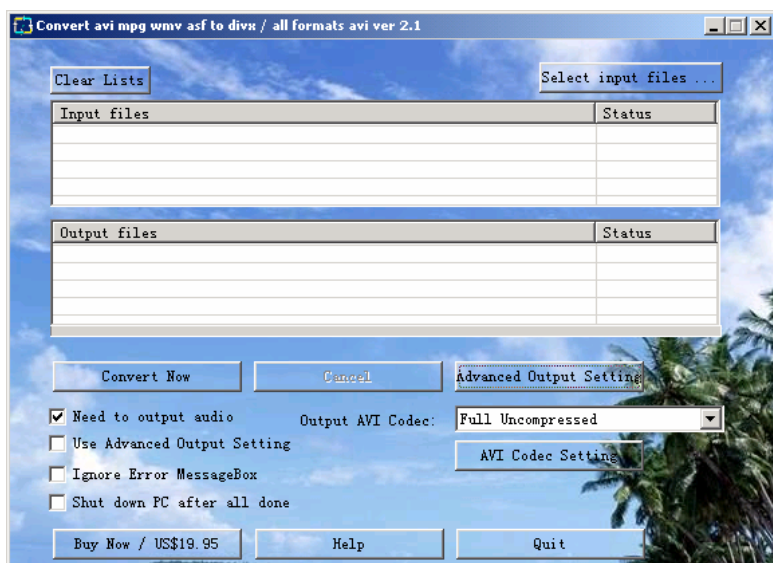 Convert avi mpg wmv asf to divx / all formats avi ver 2.1
Clear Lists
Select input files ...
Input files
Status
Output files
Status
Convert Now
Cancel
Advanced Output Setting
Need to output audio
Output AVI Codec:
Full Uncompressed
Use Advanced Output Setting
AVI Codec Setting
Ignore Error MessageBox
Shut down PC after all done
Buy Now / US$19.95
Help
Quit